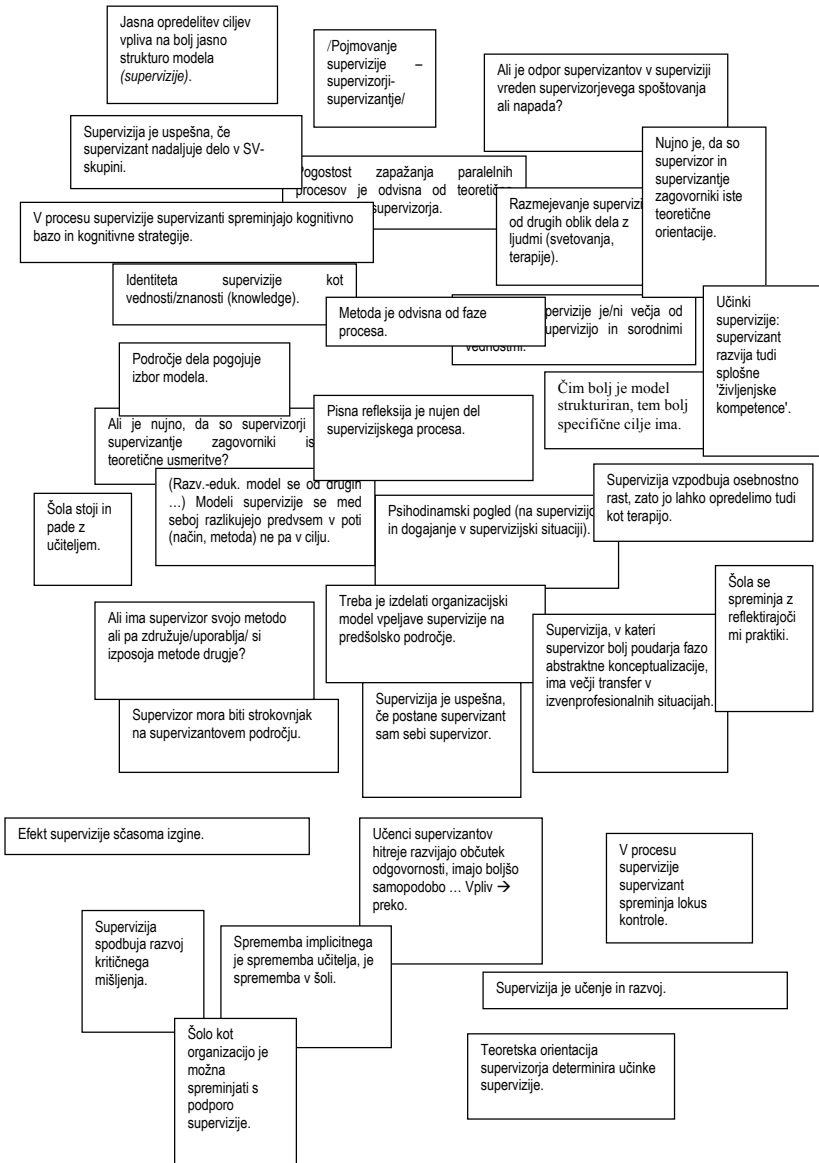 Jasna opredelitev ciljev
vpliva na bolj jasno
strukturo modela
(supervizije).
/Pojmovanje
supervizije –
supervizorji-
supervizantje/
Ali je odpor supervizantov v superviziji
vreden supervizorjevega spoštovanja
ali napada?
Supervizija je uspešna, če
supervizant nadaljuje delo v SV-
skupini.
Nujno je, da so
supervizor in
supervizantje
zagovorniki iste
teoretične
orientacije.
Pogostost zapažanja paralelnih
procesov je odvisna od teoretične
supervizorja.
Razmejevanje supervizi
od drugih oblik dela z
ljudmi (svetovanja,
terapije).
V procesu supervizije supervizanti spreminjajo kognitivno
bazo in kognitivne strategije.
Identiteta supervizije kot
vednosti/znanosti (knowledge).
Metoda je odvisna od faze
procesa.
pervizije je/ni večja od
upervizijo in sorodnimi
vednostmi.
Učinki
supervizije:
supervizant
razvija tudi
splošne
'življenjske
kompetence'.
Področje dela pogojuje
izbor modela.
Čim bolj je model
strukturiran, tem bolj
specifične cilje ima.
Ali je nujno, da so supervizorji
supervizantje zagovorniki is
teoretične usmeritve?
Pisna refleksija je nujen del
supervizijskega procesa.
(Razv.-eduk. model se od drugih
…) Modeli supervizije se med
seboj razlikujejo predvsem v poti
(način, metoda) ne pa v cilju.
Supervizija vzpodbuja osebnostno
rast, zato jo lahko opredelimo tudi
kot terapijo.
Šola stoji in
pade z
učiteljem.
Psihodinamski pogled (na supervizijo
in dogajanje v supervizijski situaciji).
Šola se
spreminja z
reflektirajoči
mi praktiki.
Ali ima supervizor svojo metodo
ali pa združuje/uporablja/ si
izposoja metode drugje?
Treba je izdelati organizacijski
model vpeljave supervizije na
predšolsko področje.
Supervizija, v kateri
supervizor bolj poudarja fazo
abstraktne konceptualizacije,
ima večji transfer v
izvenprofesionalnih situacijah.
Supervizor mora biti strokovnjak
na supervizantovem področju.
Supervizija je uspešna,
če postane supervizant
sam sebi supervizor.
Efekt supervizije sčasoma izgine.
Učenci supervizantov
hitreje razvijajo občutek
odgovornosti, imajo boljšo
samopodobo … Vpliv →
preko.
V procesu
supervizije
supervizant
spreminja lokus
kontrole.
Supervizija
spodbuja razvoj
kritičnega
mišljenja.
Sprememba implicitnega
je sprememba učitelja, je
sprememba v šoli.
Supervizija je učenje in razvoj.
Šolo kot
organizacijo je
možna
spreminjati s
podporo
supervizije.
Teoretska orientacija
supervizorja determinira učinke
supervizije.